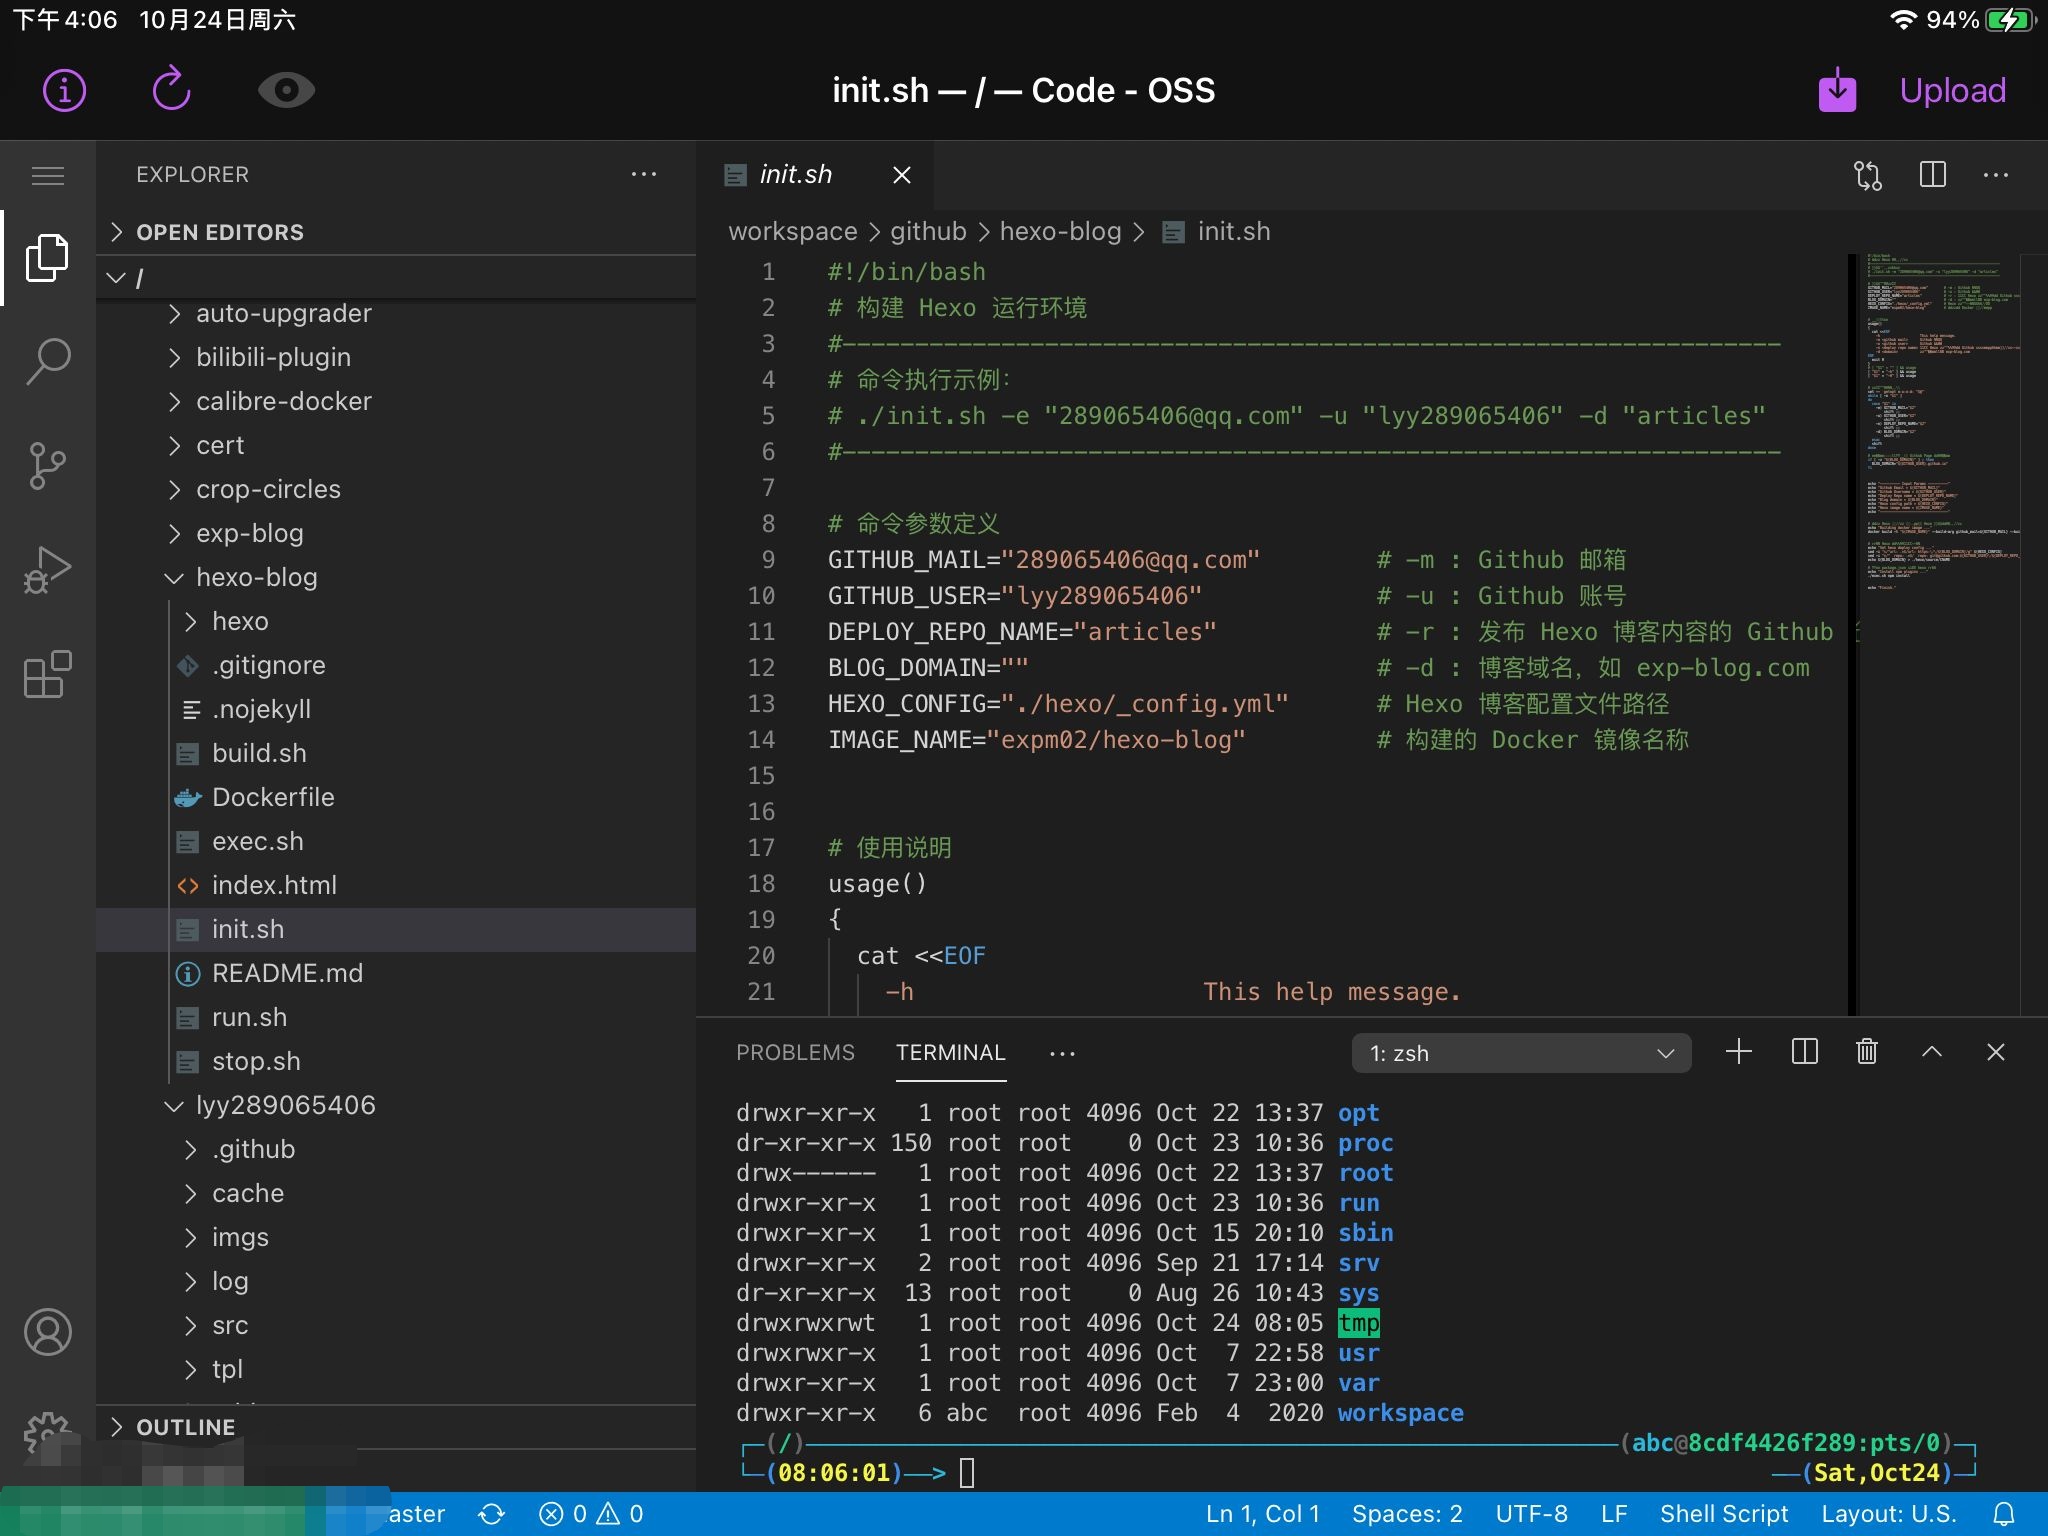 下午4:06 10月24日周六
94%
init.sh — / — Code - OSS
Upload
EXPLORER
OPEN EDITORS
/
auto-upgrader
bilibili-plugin
calibre-docker
cert
crop-circles
exp-blog
hexo-blog
hexo
.gitignore
.nojekyll
build.sh
Dockerfile
exec.sh
index.html
init.sh
README.md
run.sh
stop.sh
lyy289065406
.github
cache
imgs
log
src
tpl
OUTLINE
init.sh
workspace > github > hexo-blog > init.sh
1 #!/bin/bash
2 # 构建 Hexo 运行环境
3 #-----------------------------------------------------------------
4 # 命令执行示例：
5 # ./init.sh -e "289065406@qq.com" -u "lyy289065406" -d "articles"
6 #-----------------------------------------------------------------
7
8 # 命令参数定义
9 GITHUB_MAIL="289065406@qq.com" # -m : Github 邮箱
10 GITHUB_USER="lyy289065406" # -u : Github 账号
11 DEPLOY_REPO_NAME="articles" # -r : 发布 Hexo 博客内容的 Github
12 BLOG_DOMAIN="" # -d : 博客域名，如 exp-blog.com
13 HEXO_CONFIG="./hexo/_config.yml" # Hexo 博客配置文件路径
14 IMAGE_NAME="expm02/hexo-blog" # 构建的 Docker 镜像名称
15
16
17 # 使用说明
18 usage()
19 {
20 cat <<EOF
21 -h This help message.
PROBLEMS TERMINAL ···
1: zsh
drwxr-xr-x 1 root root 4096 Oct 22 13:37 opt
dr-xr-xr-x 150 root root 0 Oct 23 10:36 proc
drwx------ 1 root root 4096 Oct 22 13:37 root
drwxr-xr-x 1 root root 4096 Oct 23 10:36 run
drwxr-xr-x 1 root root 4096 Oct 15 20:10 sbin
drwxr-xr-x 2 root root 4096 Sep 21 17:14 srv
dr-xr-xr-x 13 root root 0 Aug 26 10:43 sys
drwxrwxrwt 1 root root 4096 Oct 24 08:05 tmp
drwxrwxr-x 1 root root 4096 Oct 7 22:58 usr
drwxr-xr-x 1 root root 4096 Oct 7 23:00 var
drwxr-xr-x 6 abc root 4096 Feb 4 2020 workspace
(/) (abc@8cdf4426f289:pts/0)
(08:06:01)—> (Sat,Oct24)
aster 0 0 Ln 1, Col 1 Spaces: 2 UTF-8 LF Shell Script Layout: U.S.